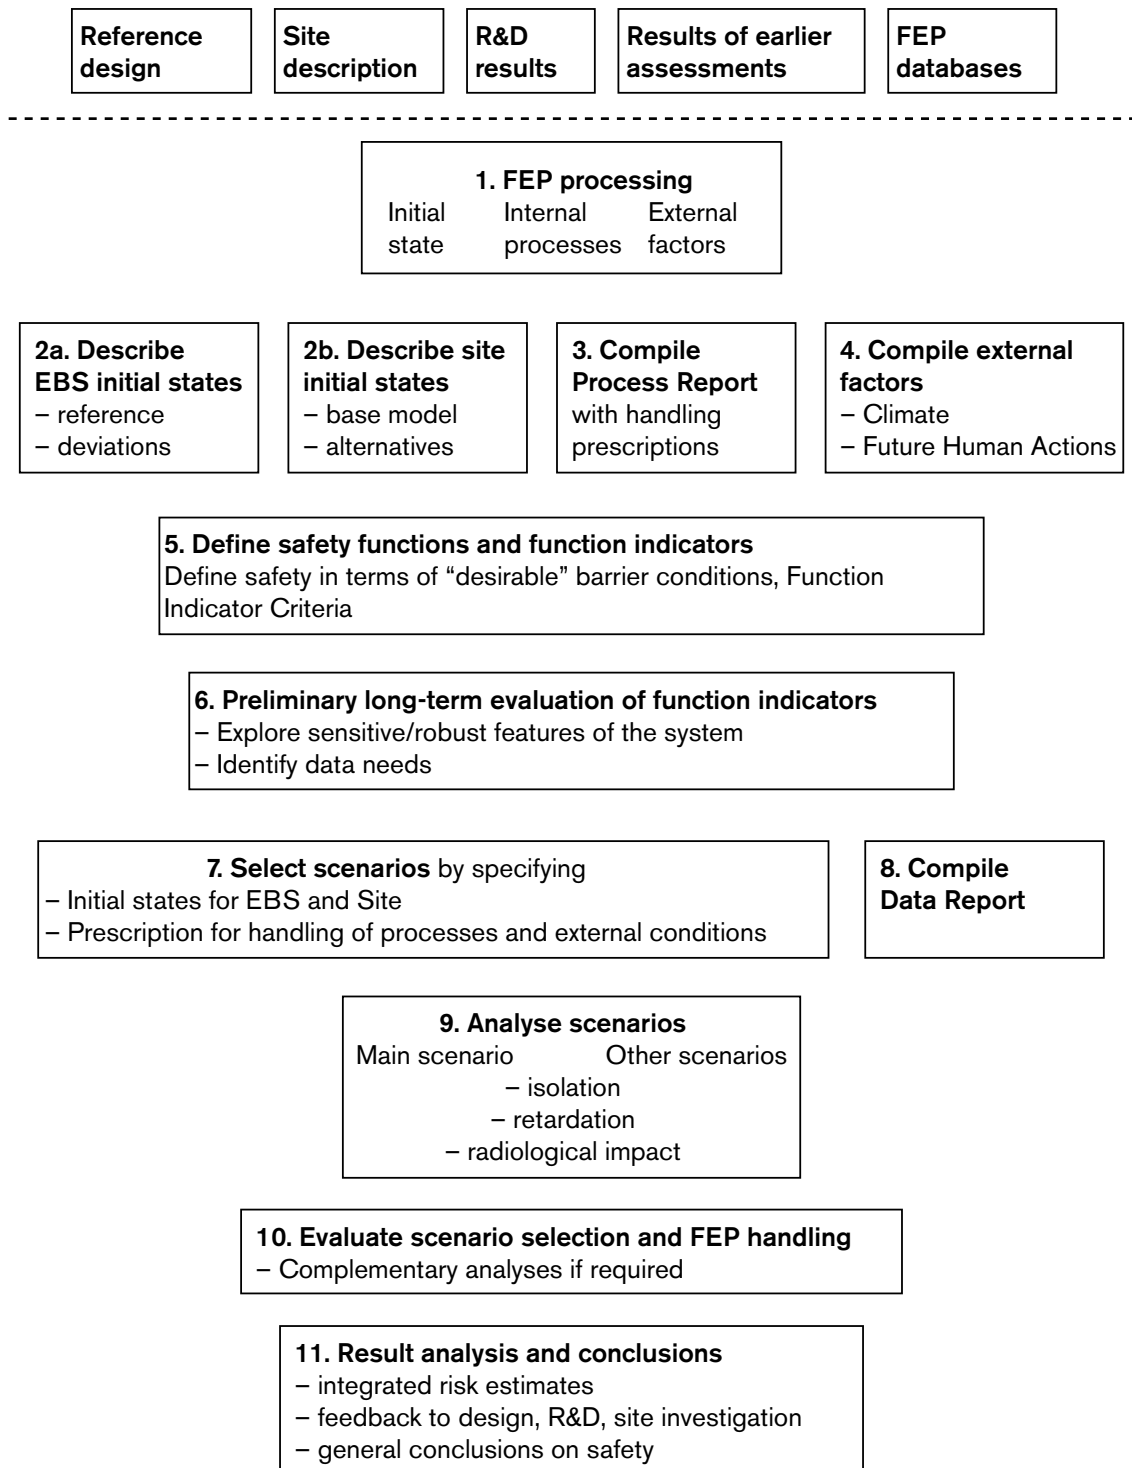 Reference
design
Site
description
R&D
results
Results of earlier
assessments
FEP
databases
1. FEP processing
Initial
state
Internal
processes
External
factors
2a. Describe
EBS initial states
– reference
– deviations
2b. Describe site
initial states
– base model
– alternatives
3. Compile
Process Report
with handling
prescriptions
4. Compile external
factors
– Climate
– Future Human Actions
5. Define safety functions and function indicators
Define safety in terms of “desirable” barrier conditions, Function
Indicator Criteria
6. Preliminary long-term evaluation of function indicators
– Explore sensitive/robust features of the system
– Identify data needs
7. Select scenarios by specifying
– Initial states for EBS and Site
– Prescription for handling of processes and external conditions
8. Compile
Data Report
9. Analyse scenarios
Main scenario Other scenarios
– isolation
– retardation
– radiological impact
10. Evaluate scenario selection and FEP handling
– Complementary analyses if required
11. Result analysis and conclusions
– integrated risk estimates
– feedback to design, R&D, site investigation
– general conclusions on safety